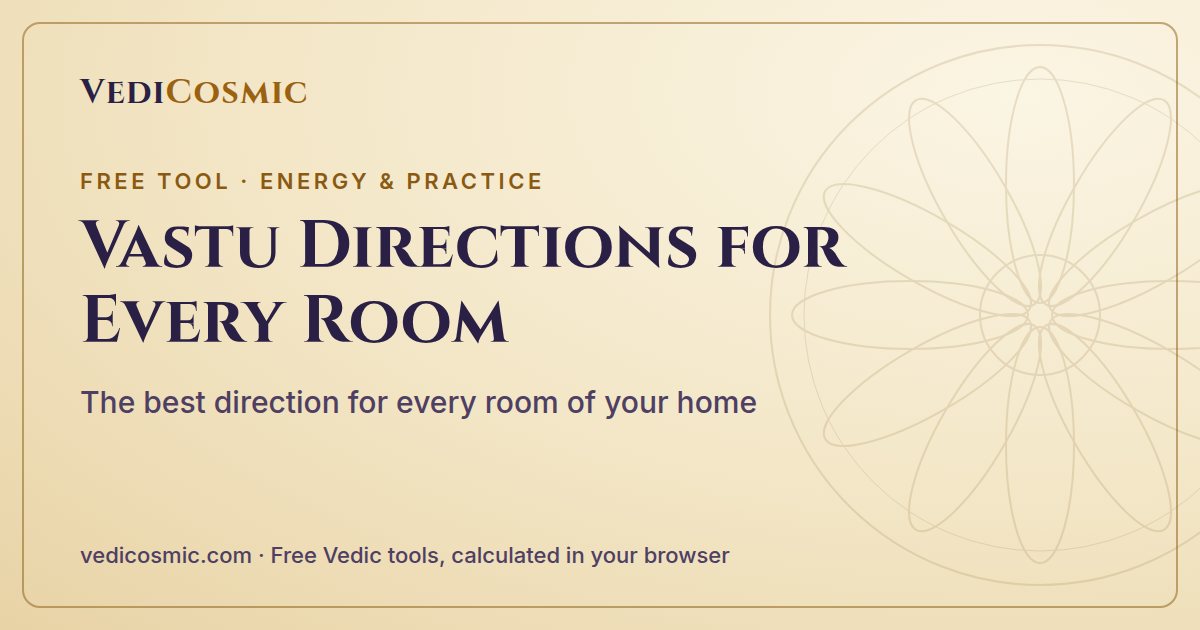 VediCosmic
FREE TOOL · ENERGY & PRACTICE
Vastu Directions for
Every Room
The best direction for every room of your home
vedicosmic.com · Free Vedic tools, calculated in your browser